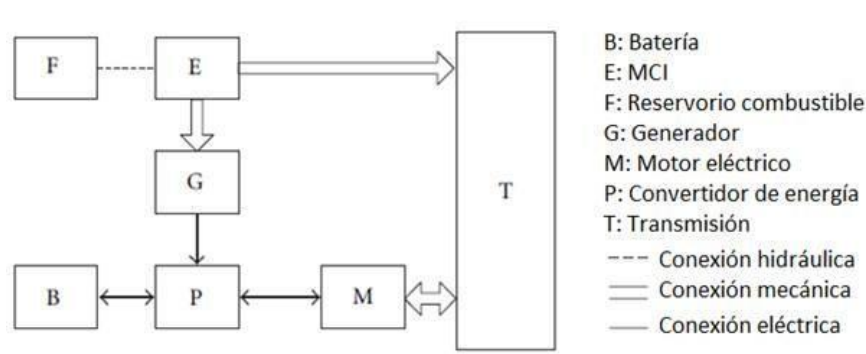 F
E
G
T
B
P
M
B: Batería
E: MCI
F: Reservorio combustible
G: Generador
M: Motor eléctrico
P: Convertidor de energía
T: Transmisión
Conexión hidráulica
Conexión mecánica
Conexión eléctrica